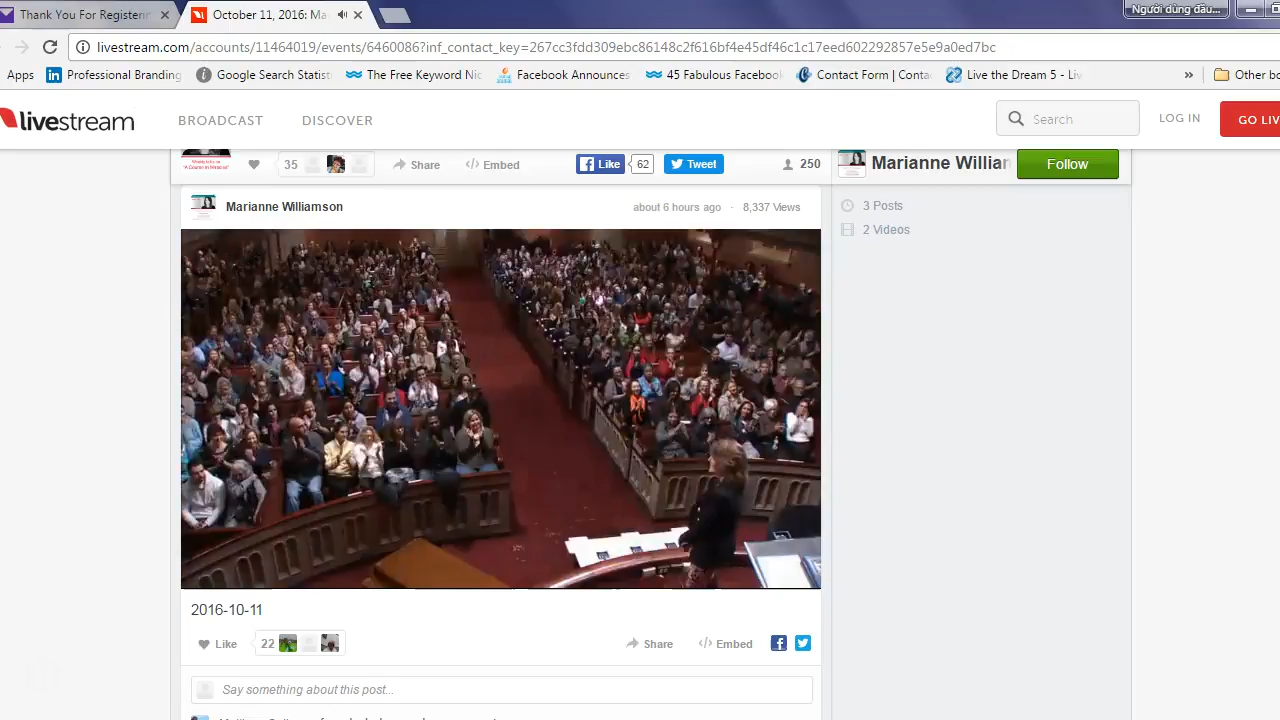 Thank You For Registenn
October 11, 2016: Ma
Người dùng đầu...
livestream.com/accounts/11464019/events/6460086?inf_contact_key=267cc3fdd309ebc86148c2f616bf4e45df46c1c17eed602292857e5e9a0ed7bc
Apps
Professional Branding
Google Search Statist
The Free Keyword Nic
Facebook Announces
45 Fabulous Facebook
Contact Form | Conta
Live the Dream 5 - Liv
»
Other bo
livestream
BROADCAST
DISCOVER
Search
LOG IN
GO LIV
35
Share
Embed
Like
62
Tweet
250
Marianne Willian
Follow
Marianne Williamson
about 6 hours ago · 8,337 Views
3 Posts
2 Videos
2016-10-11
Like
22
Share
Embed
Say something about this post...